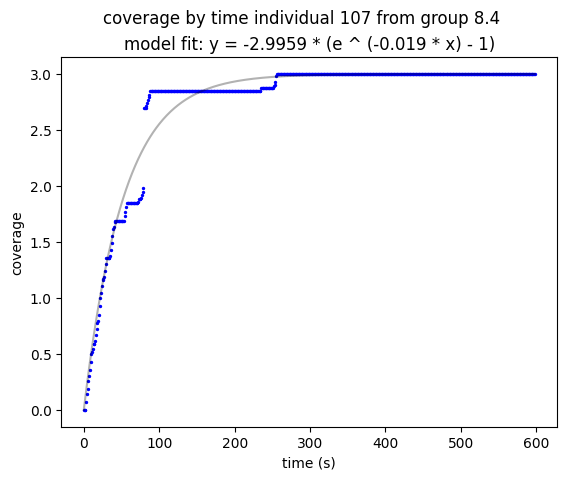 coverage by time individual 107 from group 8.4
model fit: y = -2.9959 * (e ^ (-0.019 * x) - 1)
3.0
2.5
2.0
1.5
1.0
0.5
0.0
coverage
0 100 200 300 400 500 600
time (s)